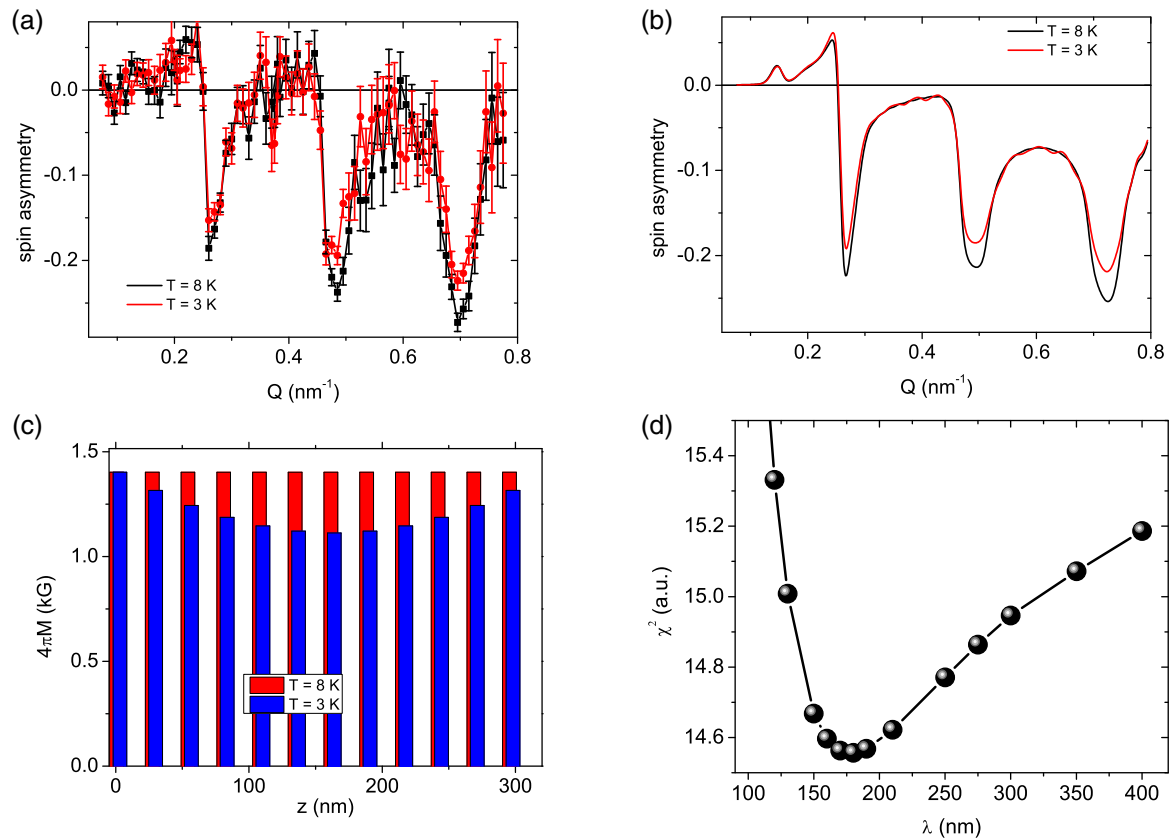 (a)
spin asymmetry
0.0
-0.1
-0.2
T = 8 K
T = 3 K
0.2
0.4
0.6
0.8
Q (nm⁻¹)
(b)
spin asymmetry
0.0
-0.1
-0.2
-0.3
T = 8 K
T = 3 K
0.2
0.4
0.6
0.8
Q (nm⁻¹)
(c)
4πM (kG)
1.5
1.0
0.5
0.0
T = 8 K
T = 3 K
0
100
200
300
z (nm)
(d)
χ² (a.u.)
15.4
15.2
15.0
14.8
14.6
100
150
200
250
300
350
400
λ (nm)